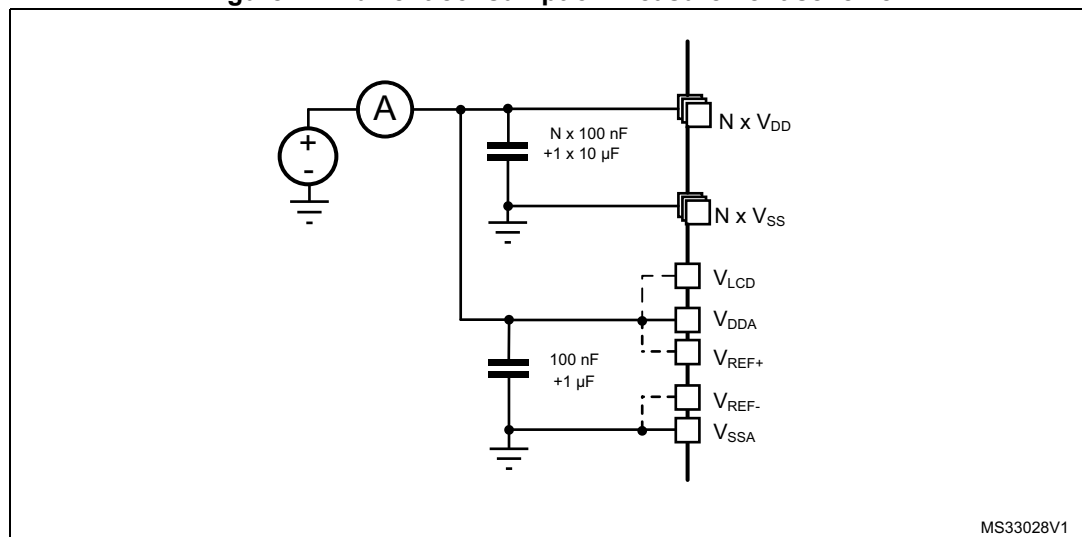 A
+
-
N x 100 nF
+1 x 10 µF
N x VDD
N x VSS
VLCD
VDDA
100 nF
+1 µF
VREF+
VREF-
VSSA
MS33028V1